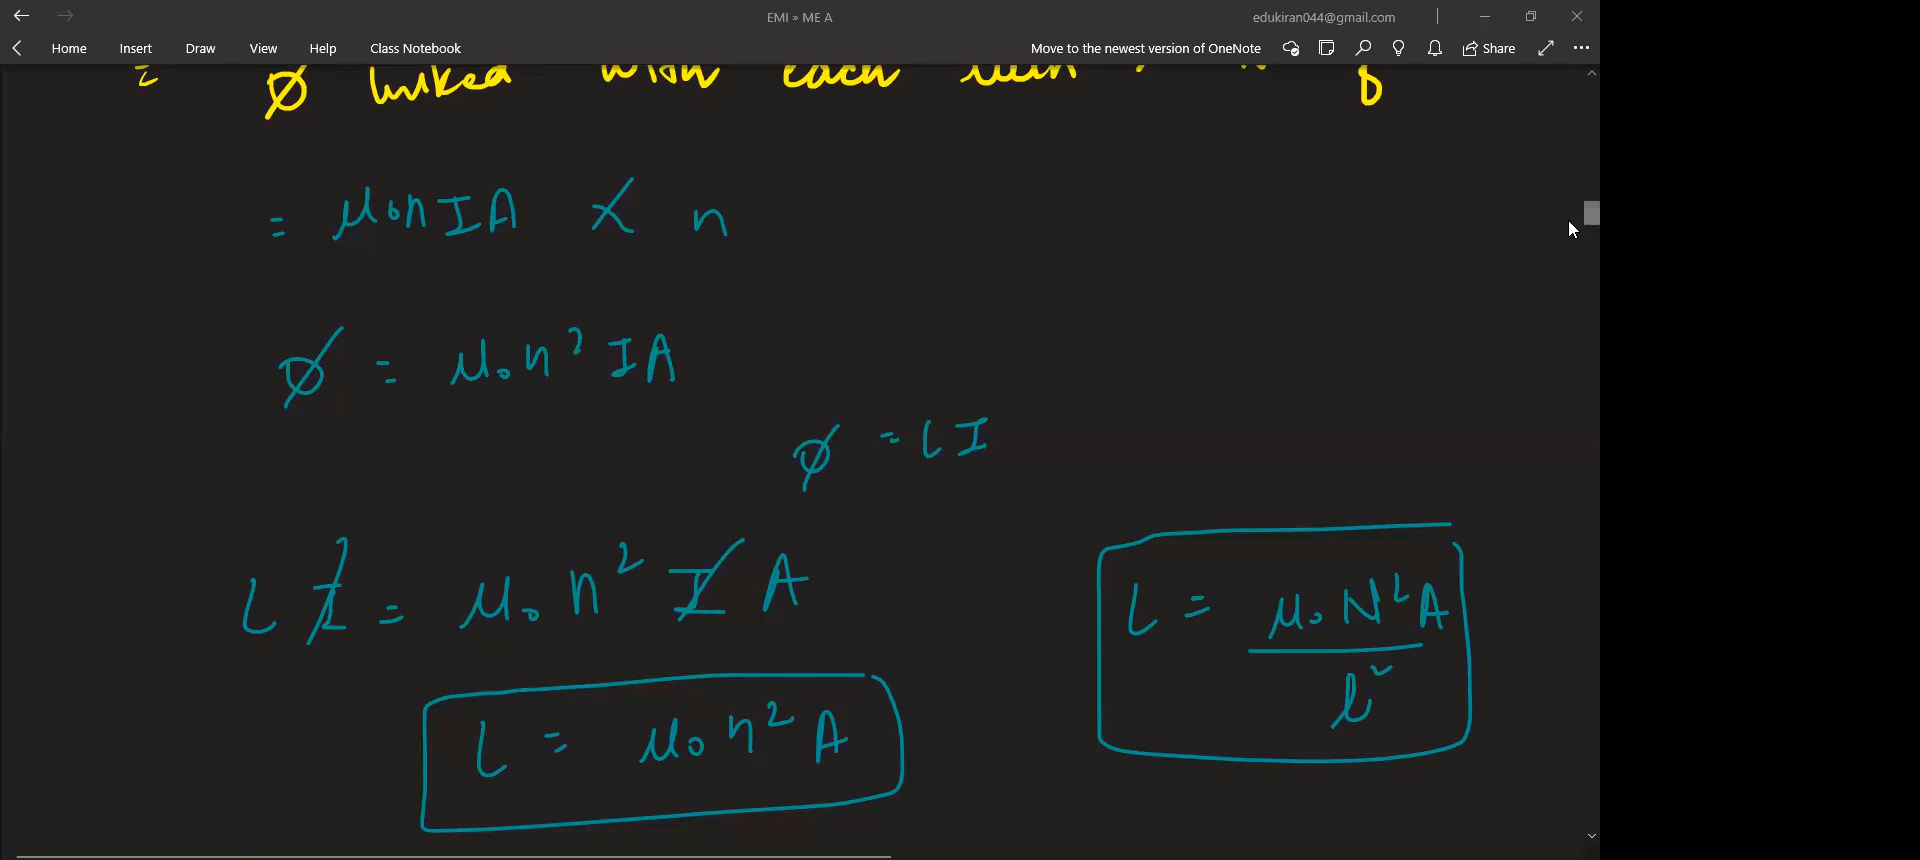 EMI » ME A
edukiran044@gmail.com
Home Insert Draw View Help Class Notebook
Move to the newest version of OneNote
Share
= φ linked with each turn ×
= μ₀nIA × n
φ = μ₀n²IA
φ = LI
LI = μ₀n²IA
L = μ₀N²A / l²
L = μ₀n²A